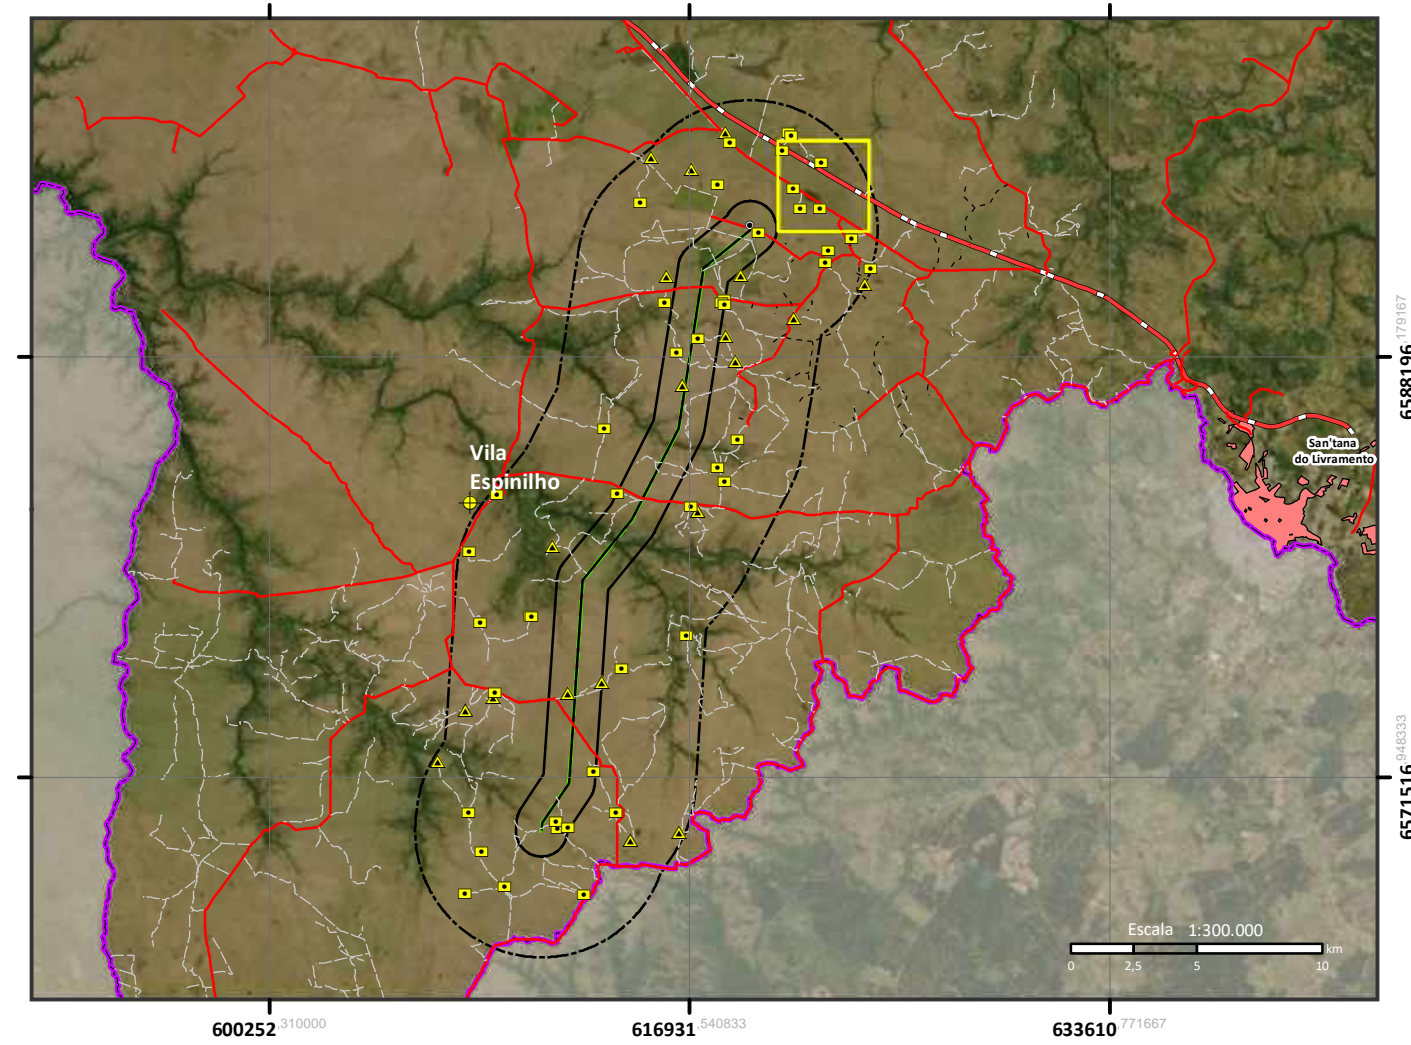 Vila
Espinilho
San'tana
do Livramento
6588196,179167
6571516,948333
Escala 1:300.000
km
0 2,5 5 10
600252,310000 616931,540833 633610,771667